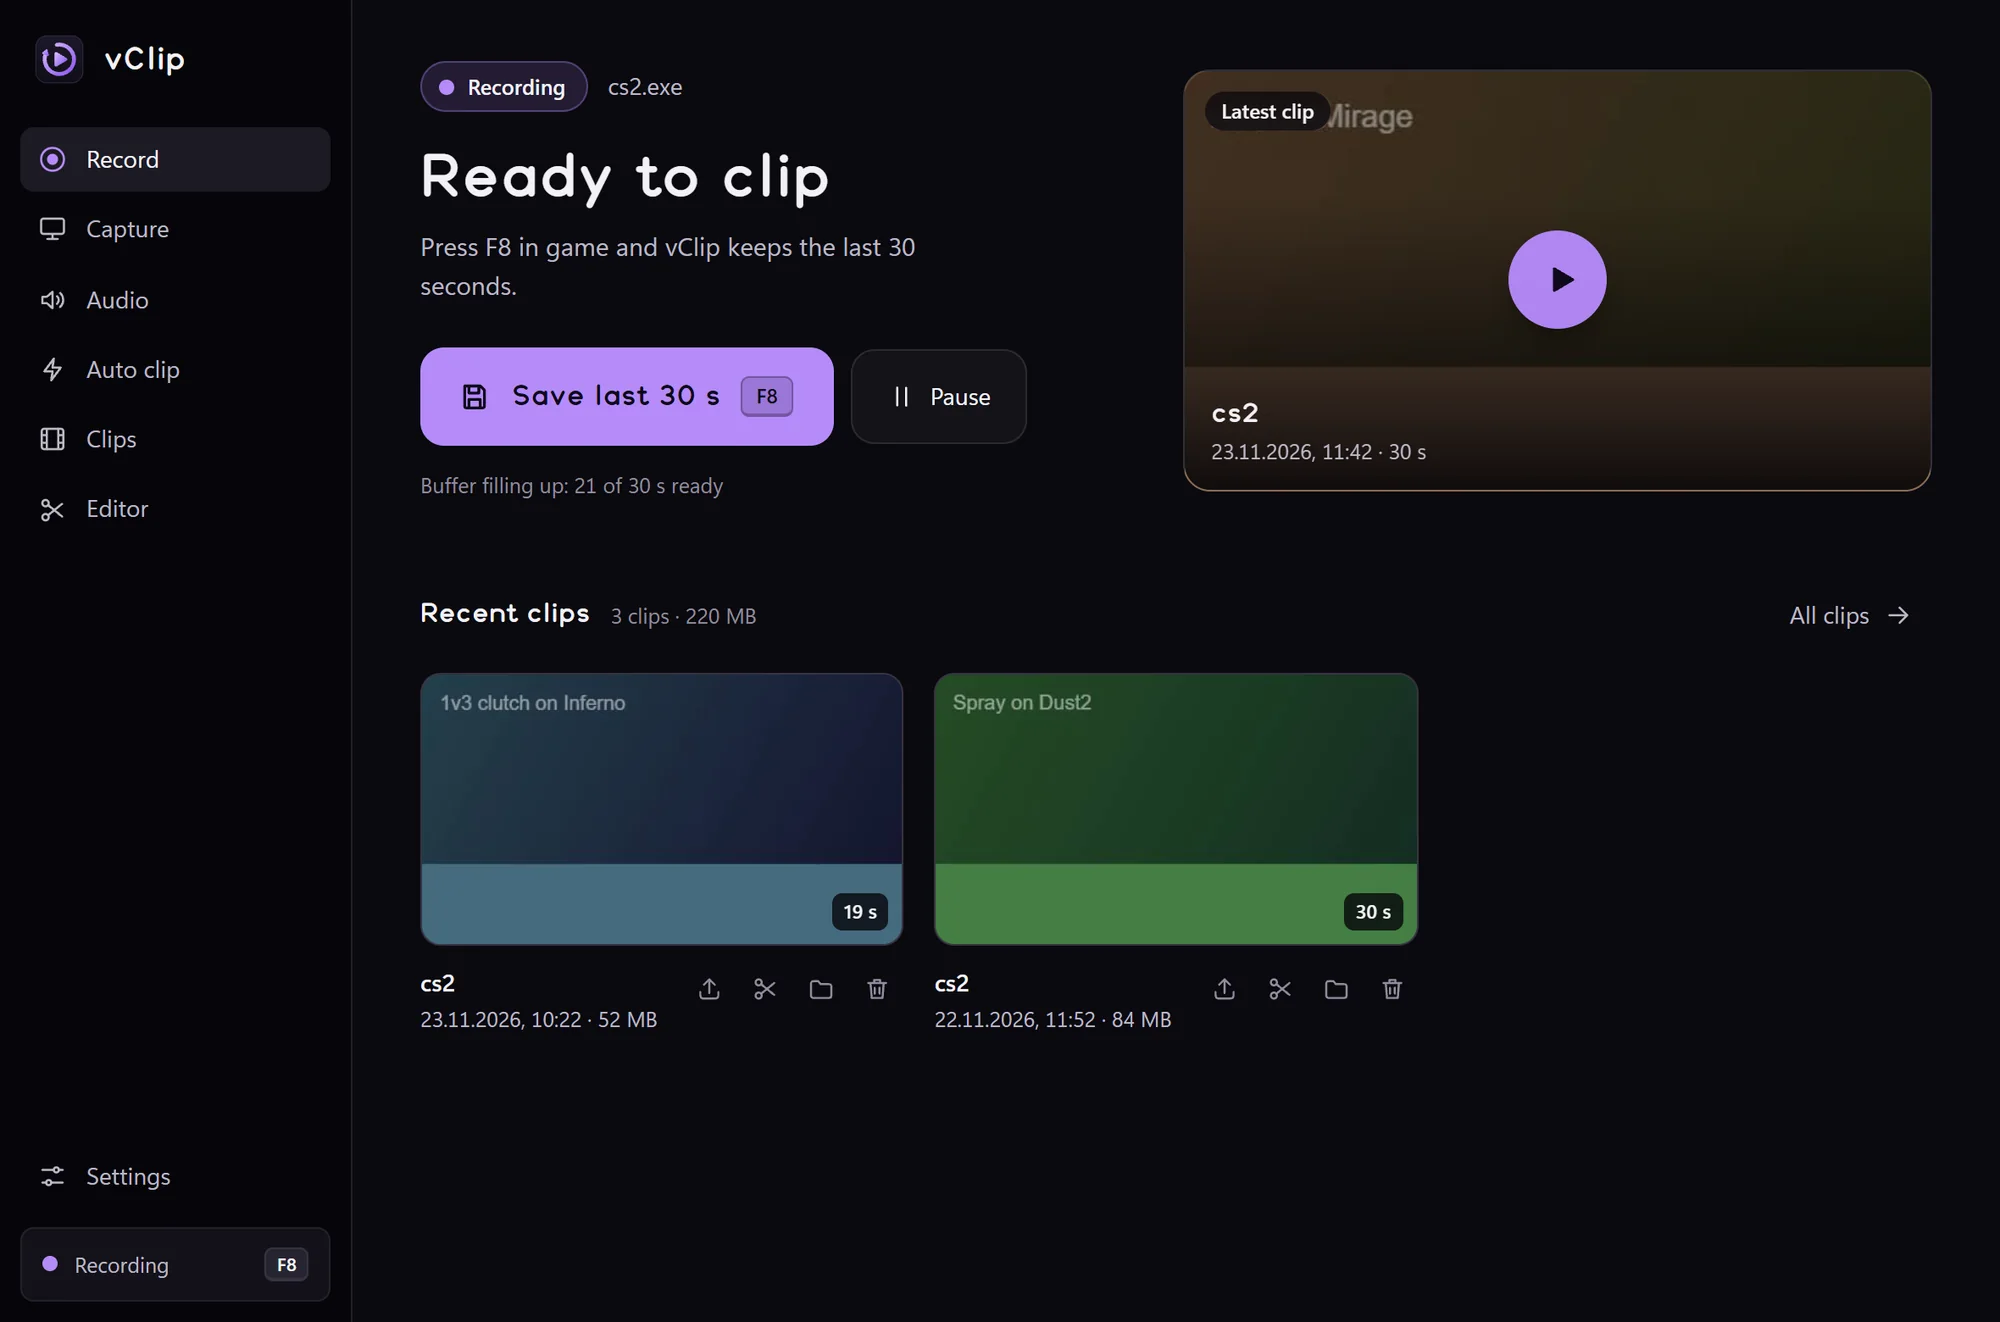 vClip
Record
Capture
Audio
Auto clip
Clips
Editor
Settings
Recording F8
Recording cs2.exe
Ready to clip
Press F8 in game and vClip keeps the last 30
seconds.
Save last 30 s F8
Pause
Buffer filling up: 21 of 30 s ready
Latest clip Mirage
cs2
23.11.2026, 11:42 · 30 s
Recent clips 3 clips · 220 MB
All clips
1v3 clutch on Inferno
19 s
cs2
23.11.2026, 10:22 · 52 MB
Spray on Dust2
30 s
cs2
22.11.2026, 11:52 · 84 MB